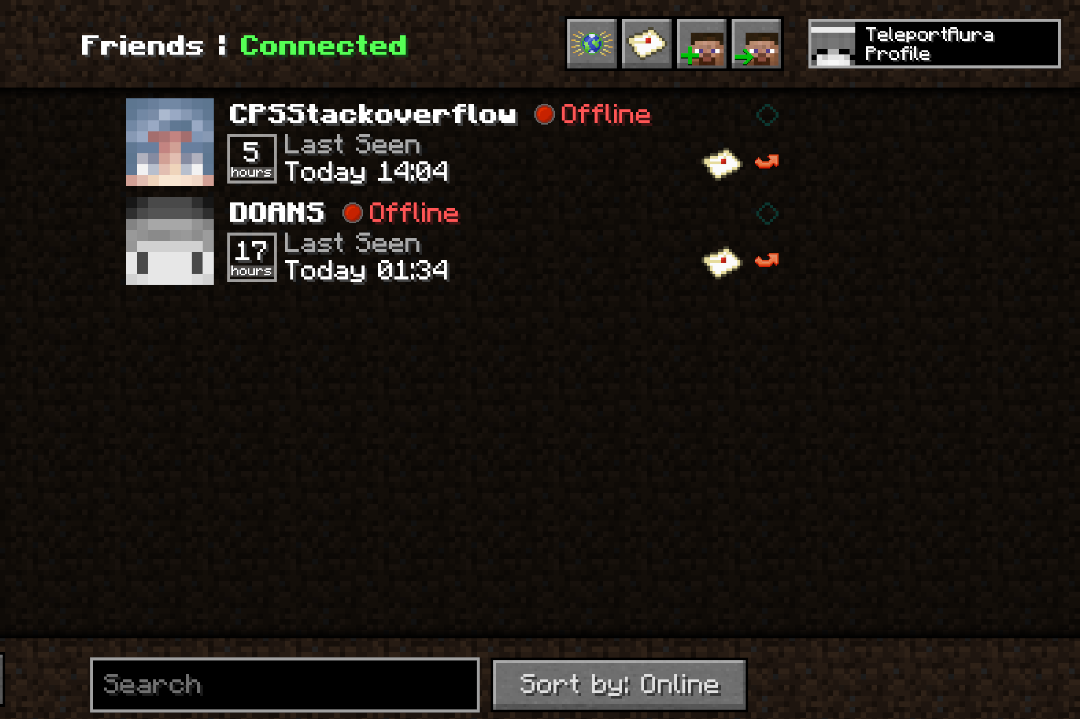 Friends : Connected
TeleportAura
Profile
CPSStackoverflow Offline
5 hours
Last Seen
Today 14:04
DOANS Offline
17 hours
Last Seen
Today 01:34
Search
Sort by: Online